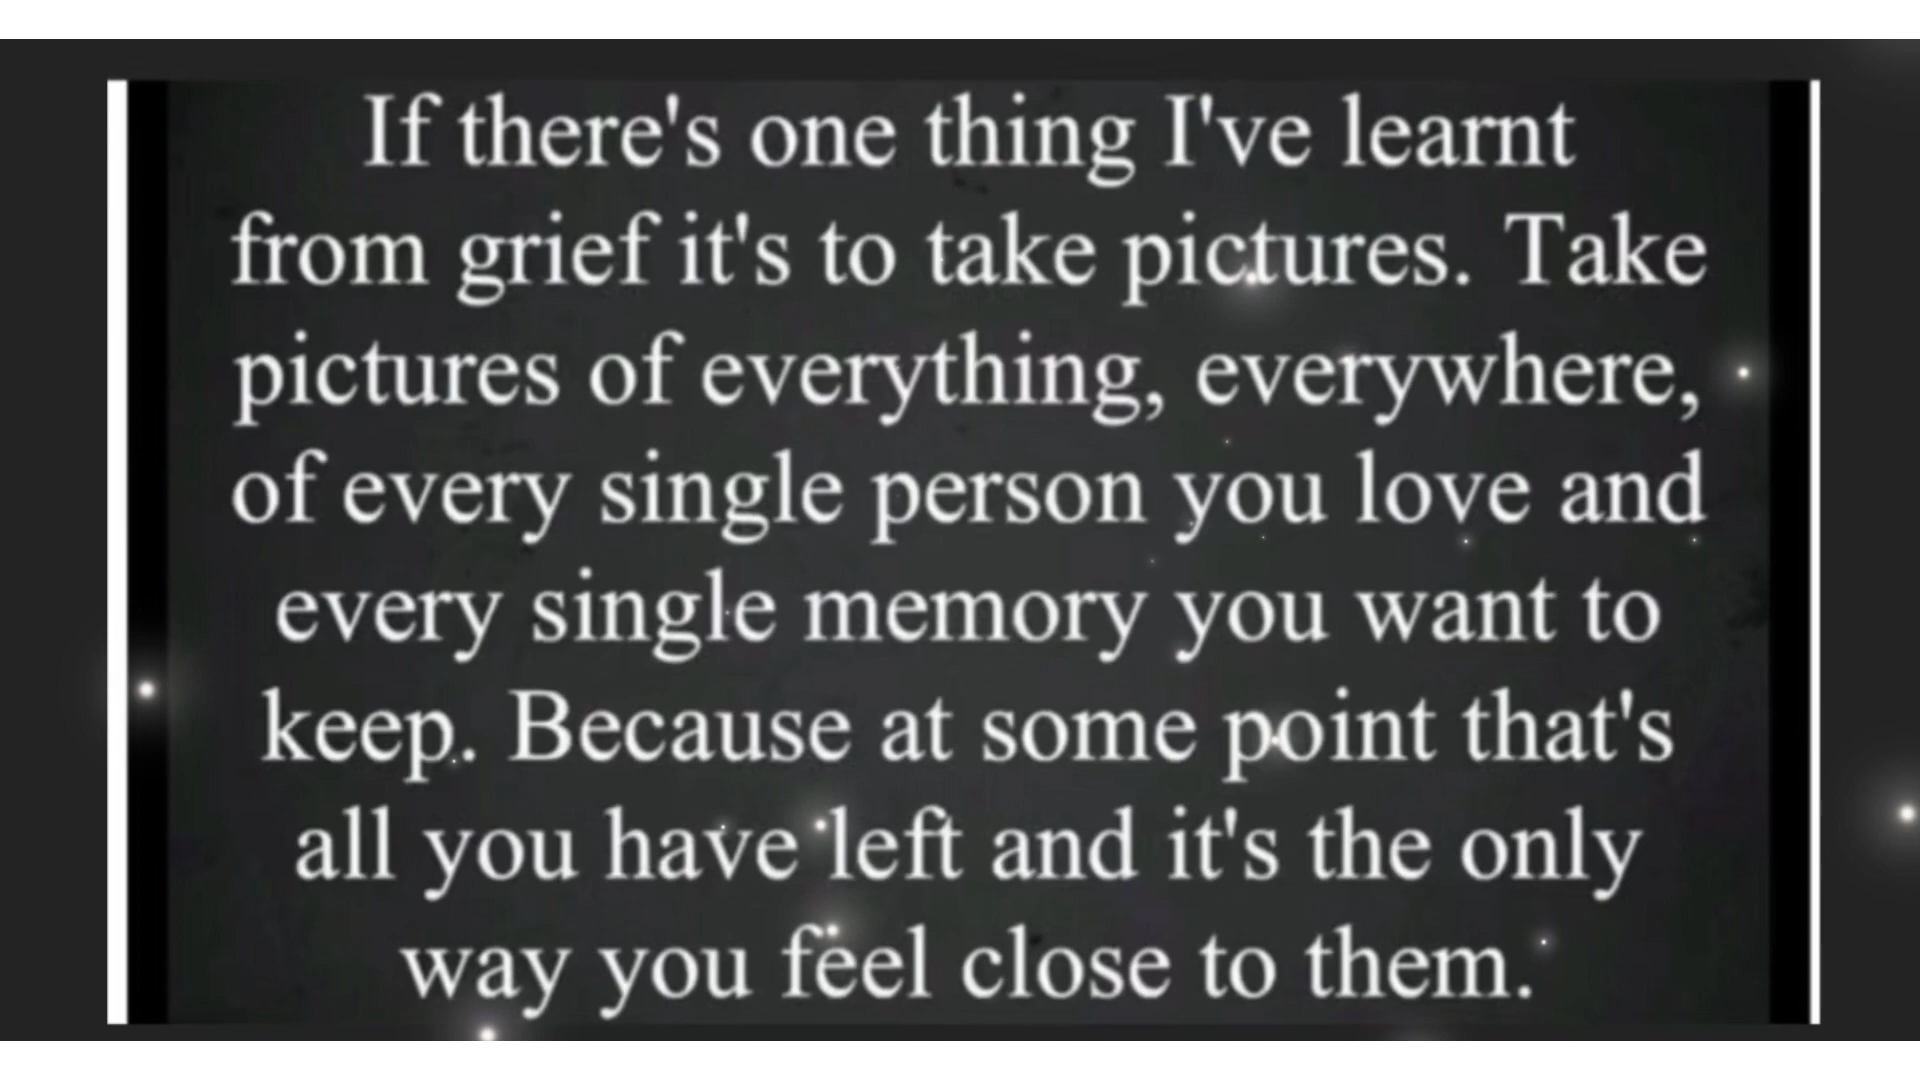 If there's one thing I've learnt
from grief it's to take pictures. Take
pictures of everything, everywhere,
of every single person you love and
every single memory you want to
keep. Because at some point that's
all you have left and it's the only
way you feel close to them.